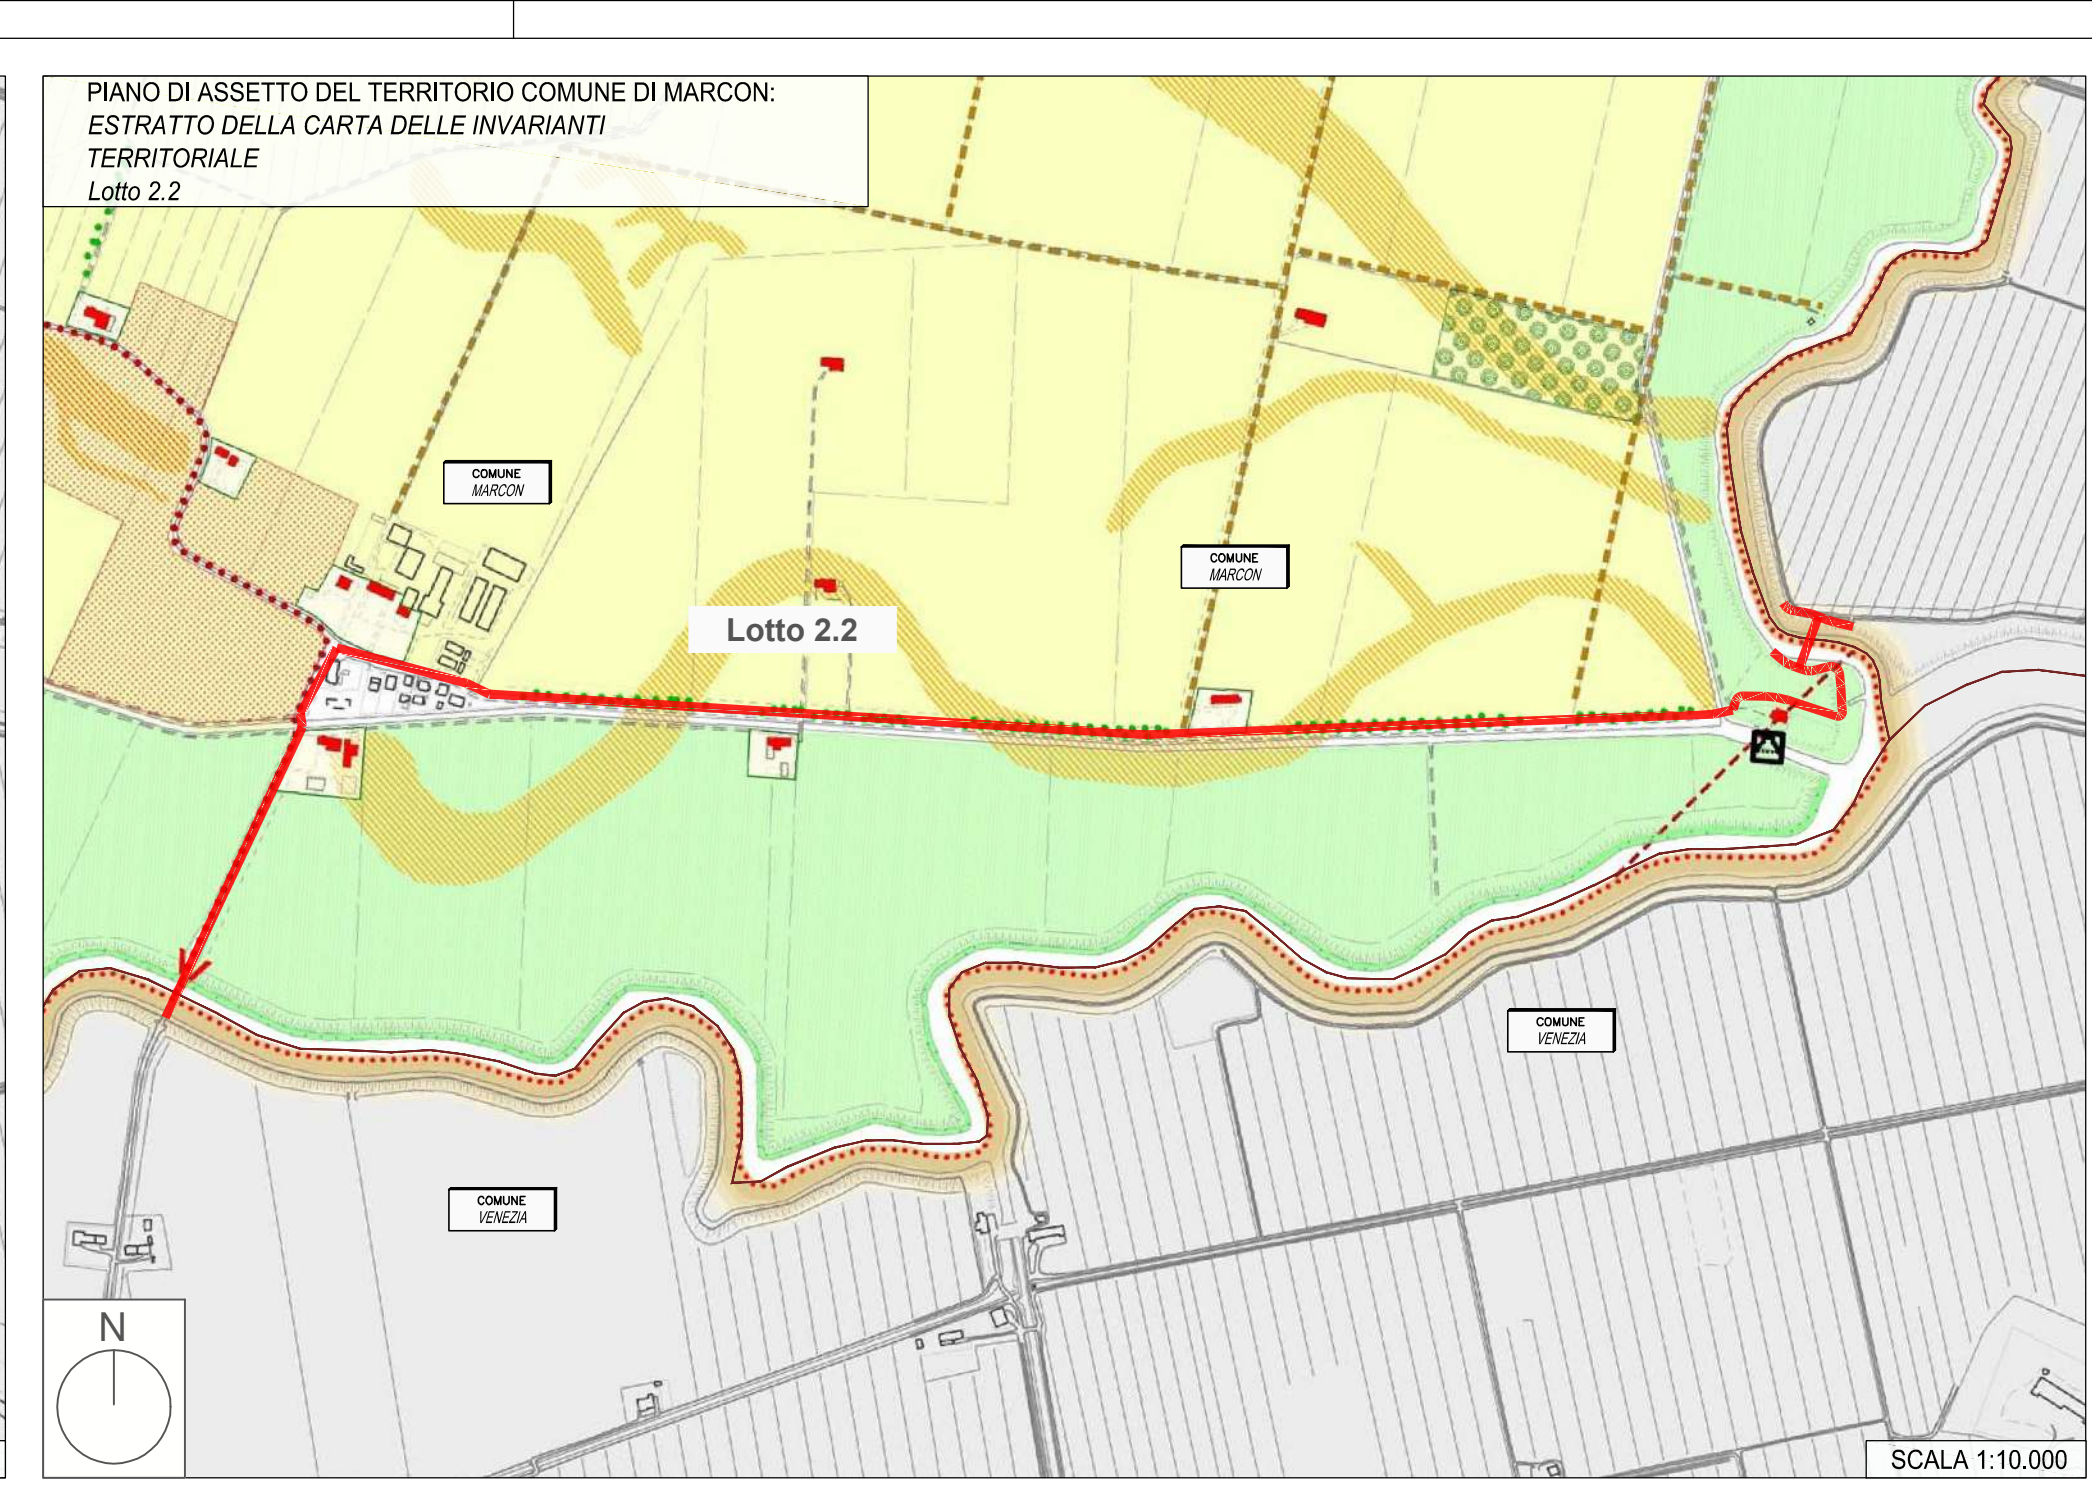 PIANO DI ASSETTO DEL TERRITORIO COMUNE DI MARCON:
ESTRATTO DELLA CARTA DELLE INVARIANTI
TERRITORIALE
Lotto 2.2
COMUNE
MARCON
COMUNE
MARCON
Lotto 2.2
COMUNE
VENEZIA
COMUNE
VENEZIA
N
SCALA 1:10.000